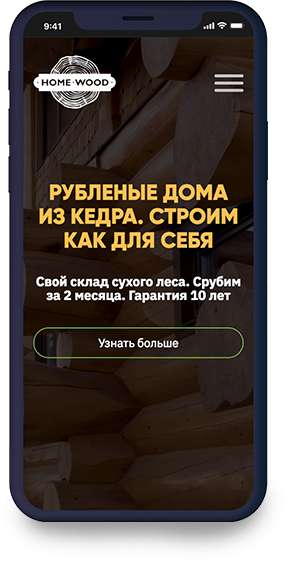 9:41
HOME·WOOD
РУБЛЕНЫЕ ДОМА
ИЗ КЕДРА. СТРОИМ
КАК ДЛЯ СЕБЯ
Свой склад сухого леса. Срубим
за 2 месяца. Гарантия 10 лет
Узнать больше